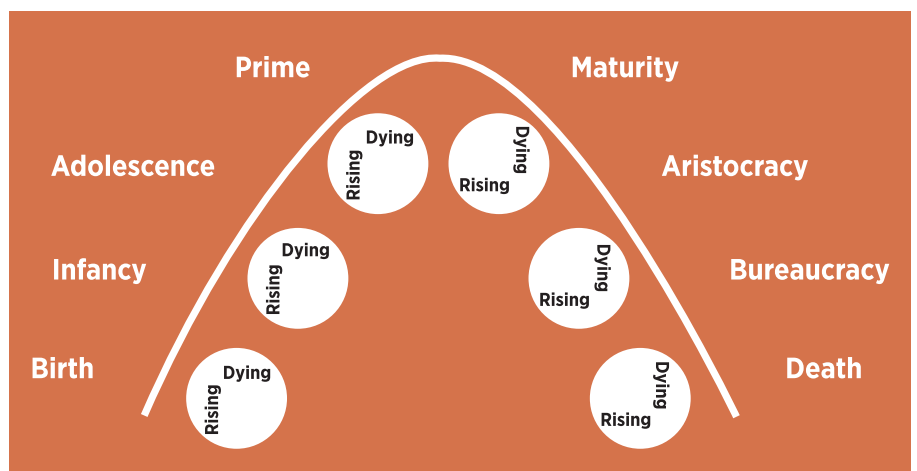 Prime
Maturity
Dying
Rising
Dying
Rising
Adolescence
Aristocracy
Dying
Rising
Dying
Rising
Infancy
Bureaucracy
Dying
Rising
Dying
Rising
Birth
Death